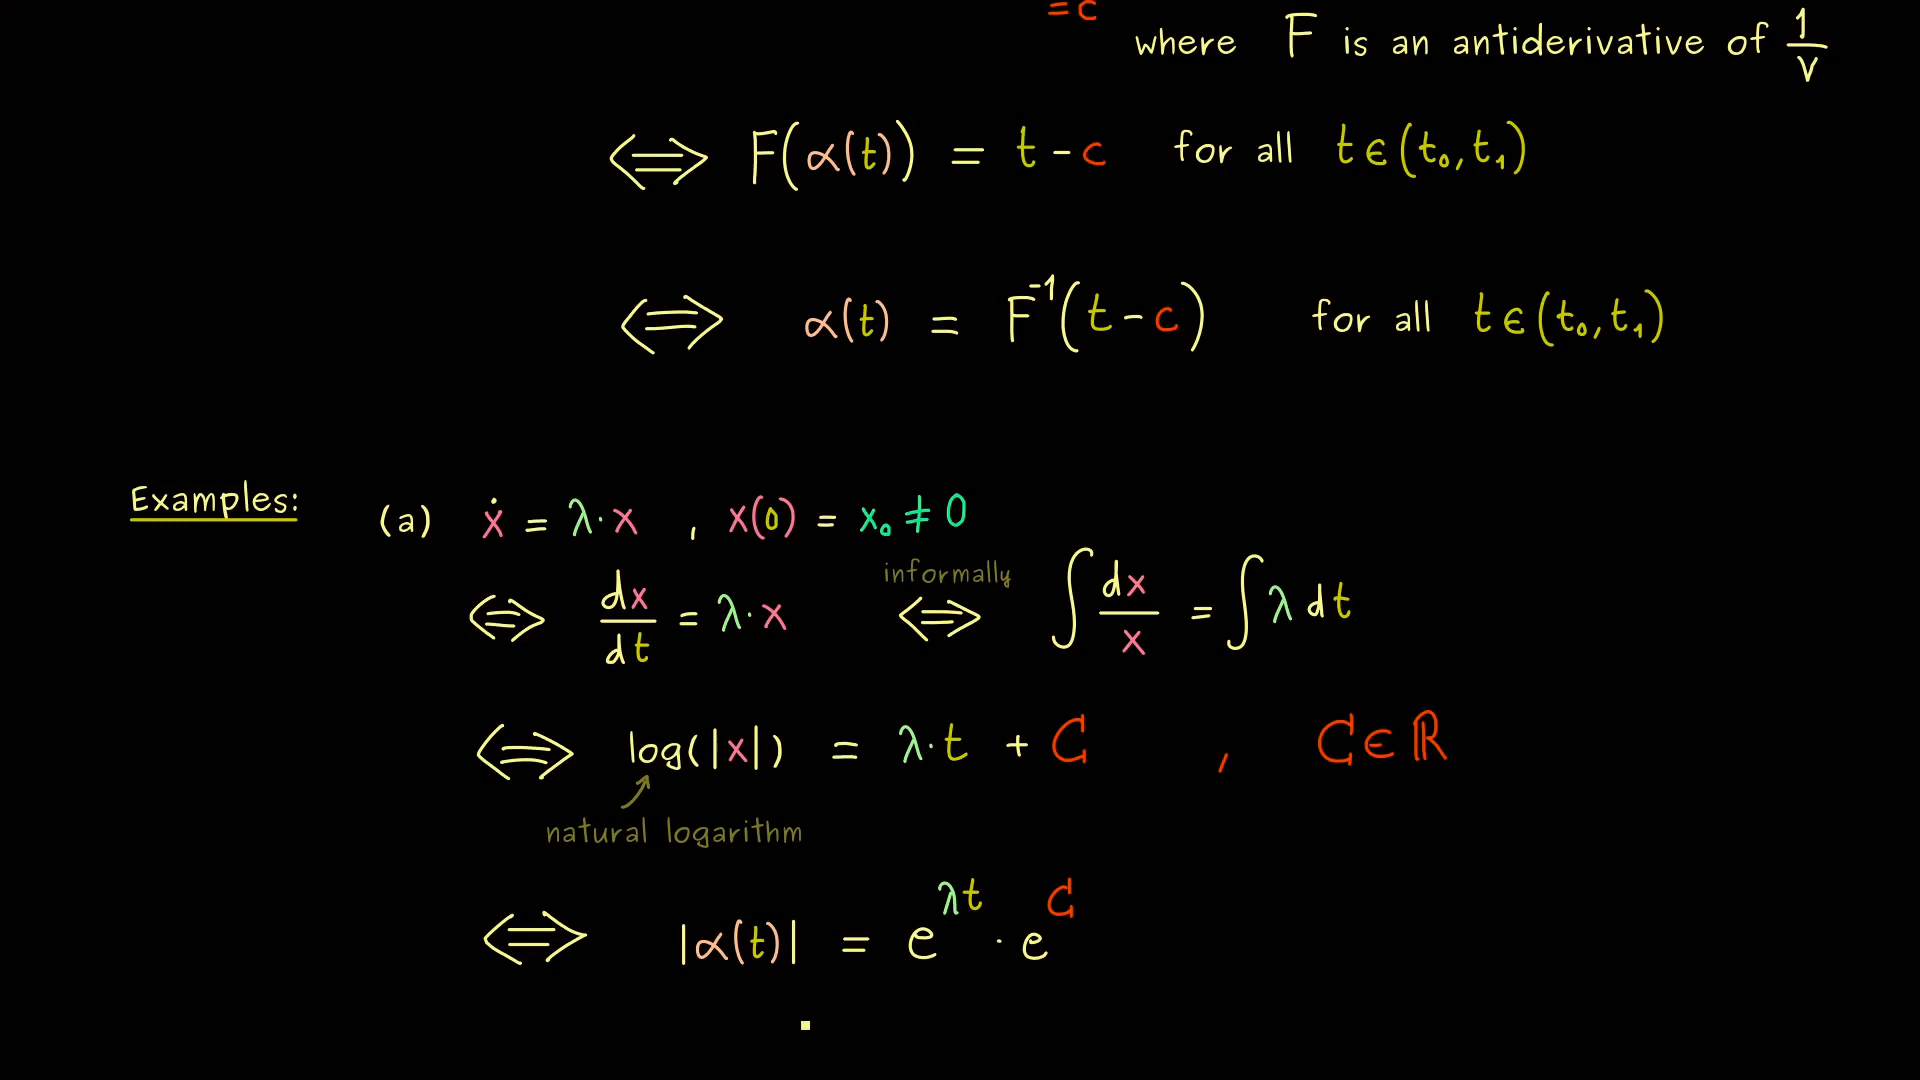 = c
where F is an antiderivative of 1/v
⟺ F(α(t)) = t - c for all t ∈ (t₀, t₁)
⟺ α(t) = F⁻¹(t - c) for all t ∈ (t₀, t₁)
Examples: (a) ẋ = λ · x , x(0) = x₀ ≠ 0
informally
⟺ dx/dt = λ · x ⟺ ∫ dx/x = ∫ λ dt
⟺ log(|x|) = λ · t + C , C ∈ ℝ
natural logarithm
⟺ |α(t)| = e^(λt) · e^C